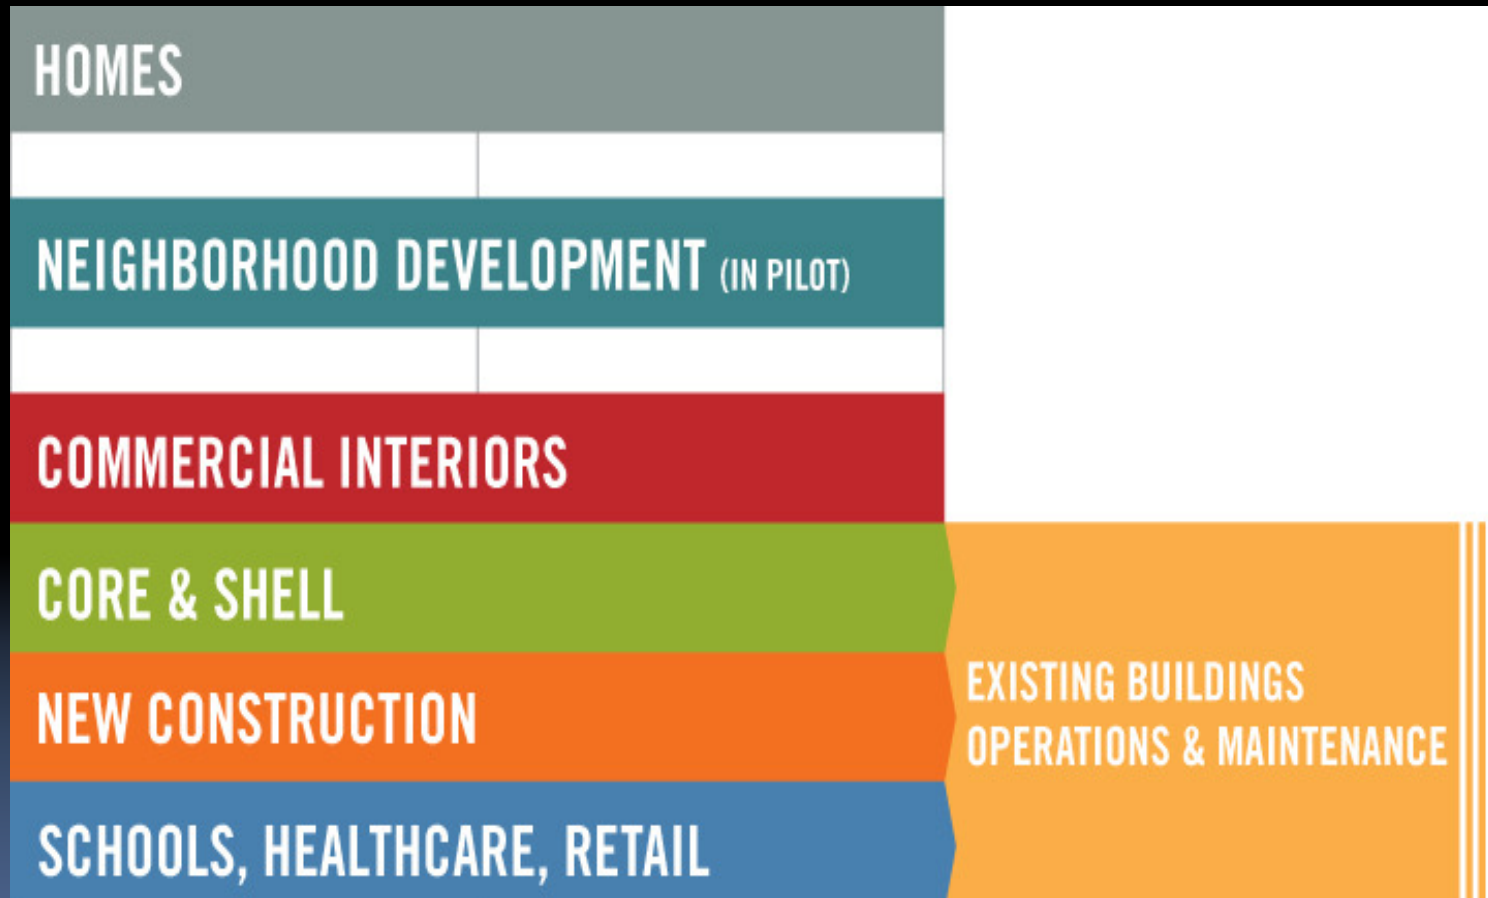 HOMES
NEIGHBORHOOD DEVELOPMENT (IN PILOT)
COMMERCIAL INTERIORS
CORE & SHELL
NEW CONSTRUCTION
SCHOOLS, HEALTHCARE, RETAIL
EXISTING BUILDINGS
OPERATIONS & MAINTENANCE